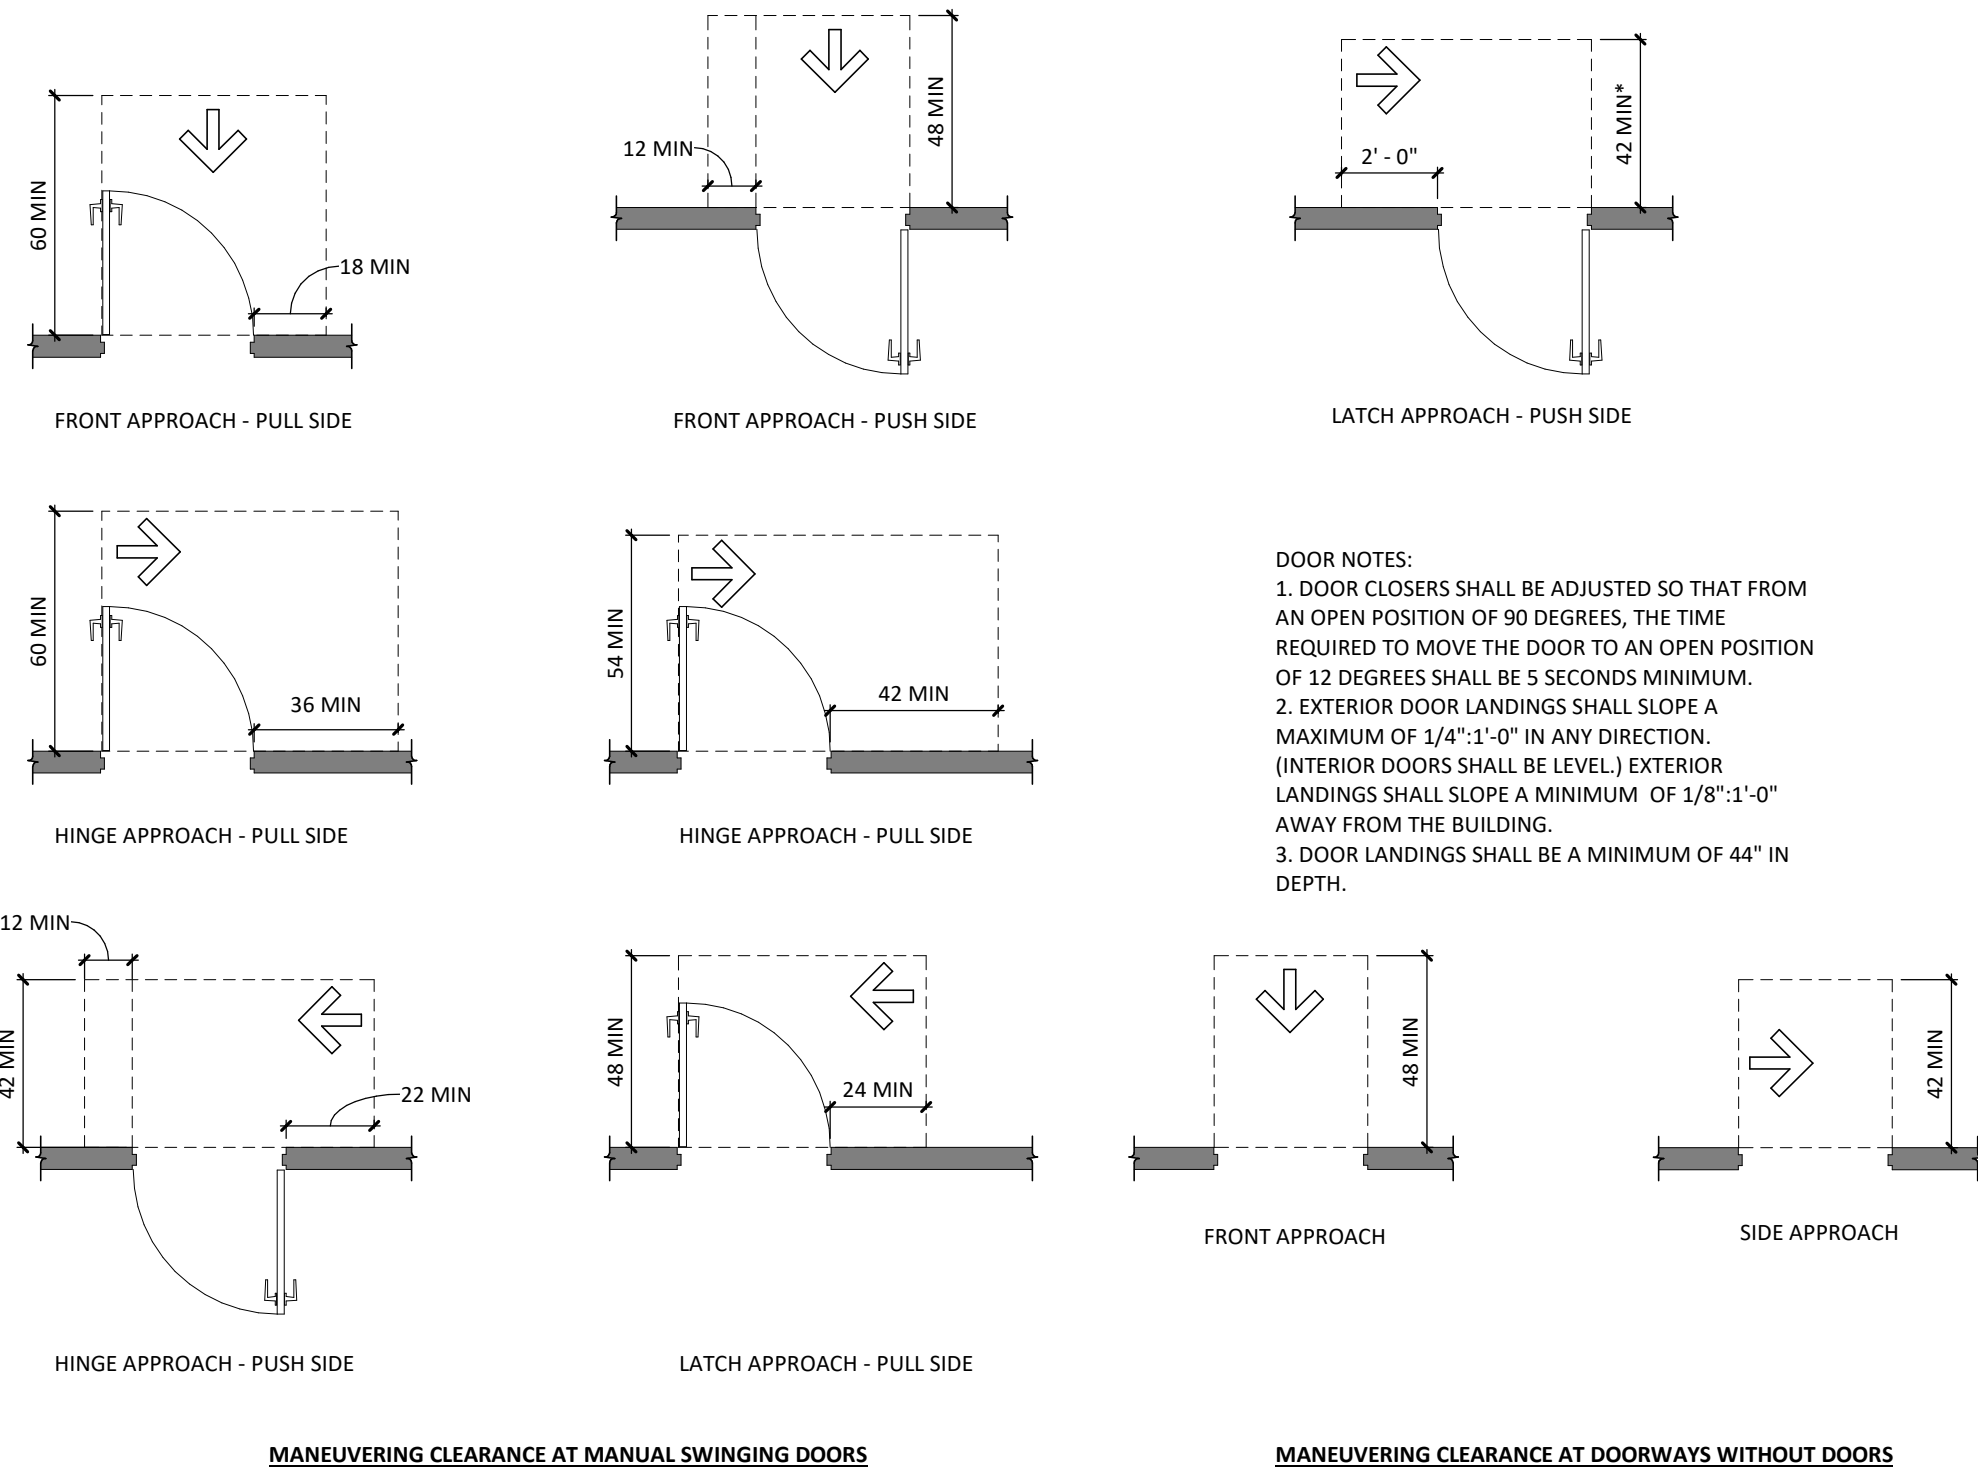 60 MIN
18 MIN
FRONT APPROACH - PULL SIDE
12 MIN
48 MIN
FRONT APPROACH - PUSH SIDE
2' - 0"
42 MIN*
LATCH APPROACH - PUSH SIDE
60 MIN
36 MIN
HINGE APPROACH - PULL SIDE
54 MIN
42 MIN
HINGE APPROACH - PULL SIDE
DOOR NOTES:
1. DOOR CLOSERS SHALL BE ADJUSTED SO THAT FROM
AN OPEN POSITION OF 90 DEGREES, THE TIME
REQUIRED TO MOVE THE DOOR TO AN OPEN POSITION
OF 12 DEGREES SHALL BE 5 SECONDS MINIMUM.
2. EXTERIOR DOOR LANDINGS SHALL SLOPE A
MAXIMUM OF 1/4":1'-0" IN ANY DIRECTION.
(INTERIOR DOORS SHALL BE LEVEL.) EXTERIOR
LANDINGS SHALL SLOPE A MINIMUM OF 1/8":1'-0"
AWAY FROM THE BUILDING.
3. DOOR LANDINGS SHALL BE A MINIMUM OF 44" IN
DEPTH.
12 MIN
42 MIN
22 MIN
HINGE APPROACH - PUSH SIDE
48 MIN
24 MIN
LATCH APPROACH - PULL SIDE
48 MIN
FRONT APPROACH
42 MIN
SIDE APPROACH
MANEUVERING CLEARANCE AT MANUAL SWINGING DOORS
MANEUVERING CLEARANCE AT DOORWAYS WITHOUT DOORS